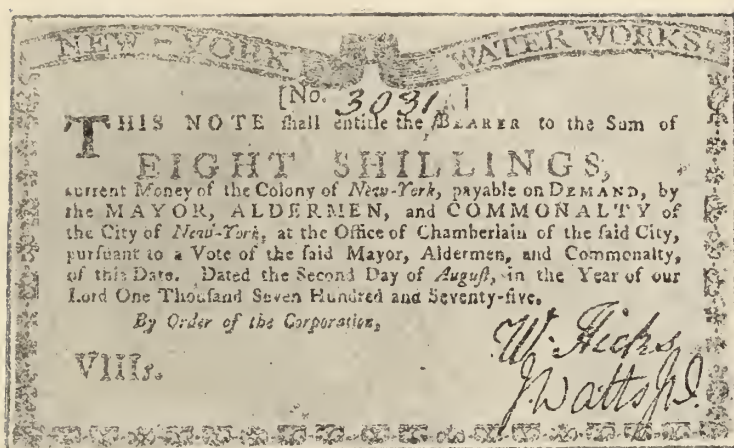 NEW-YORK WATER WORKS
[No. 3031 A]
THIS NOTE ſhall entitle the BEARER to the Sum of
EIGHT SHILLINGS,
current Money of the Colony of New-York, payable on DEMAND, by
the MAYOR, ALDERMEN, and COMMONALTY of
the City of New-York, at the Office of Chamberlain of the ſaid City,
purſuant to a Vote of the ſaid Mayor, Aldermen, and Commonalty,
of this Date. Dated the Second Day of Auguſt, in the Year of our
Lord One Thouſand Seven Hundred and Seventy-five.
By Order of the Corporation,
W. Hicks
VIIIs.
J Watts Jr.